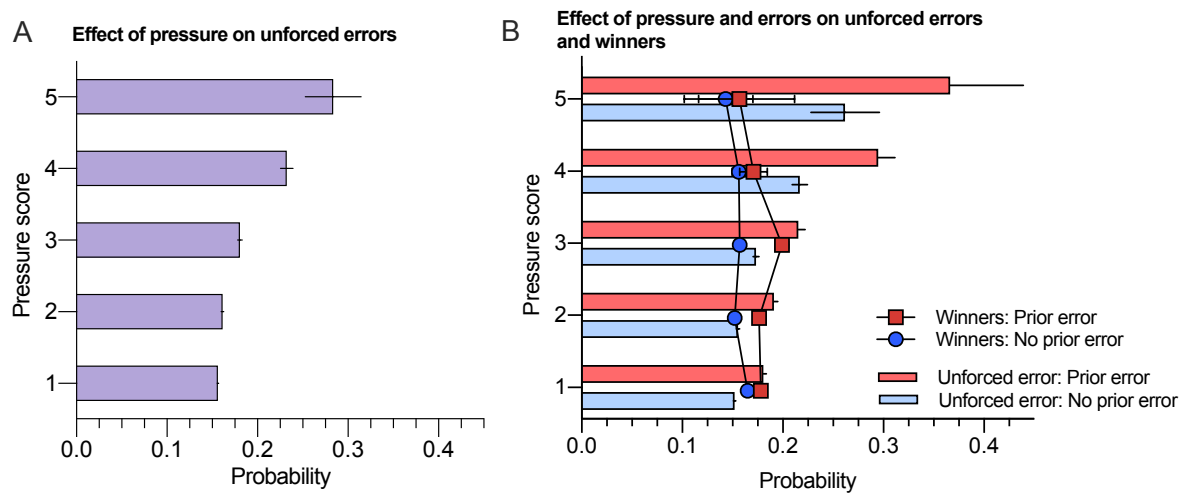 A
Effect of pressure on unforced errors
Pressure score
5
4
3
2
1
0.0 0.1 0.2 0.3 0.4
Probability
B
Effect of pressure and errors on unforced errors
and winners
Pressure score
5
4
3
2
1
Winners: Prior error
Winners: No prior error
Unforced error: Prior error
Unforced error: No prior error
0.0 0.1 0.2 0.3 0.4
Probability